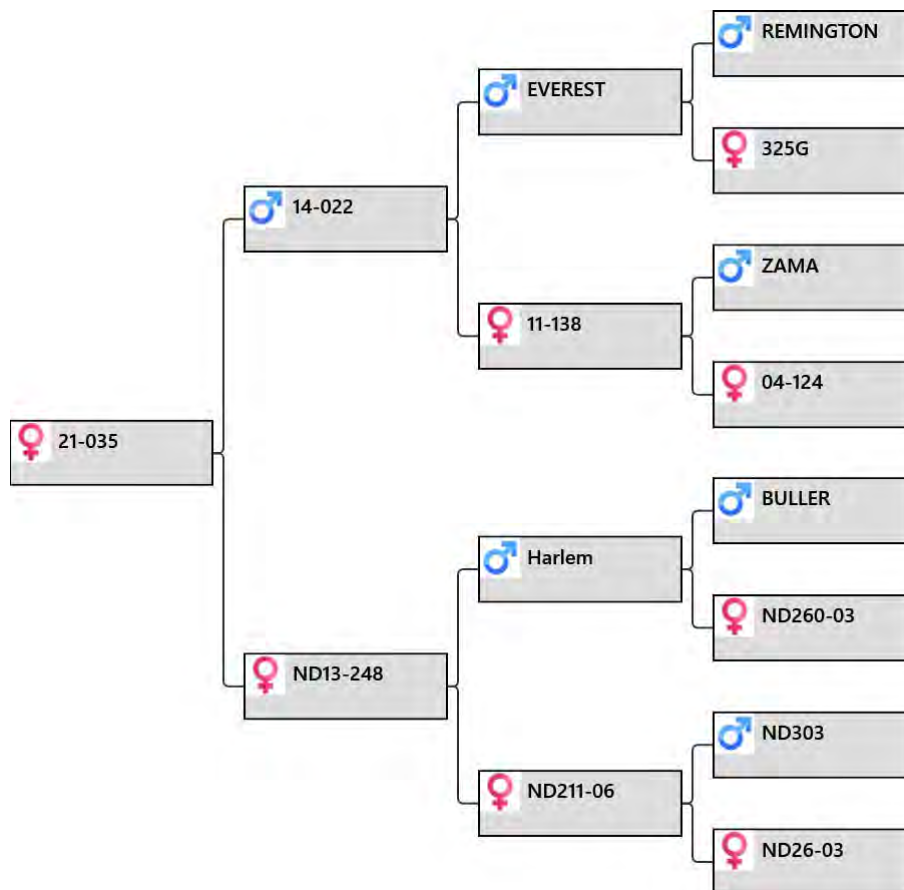 REMINGTON
EVEREST
325G
14-022
ZAMA
11-138
04-124
21-035
BULLER
Harlem
ND260-03
ND13-248
ND303
ND211-06
ND26-03